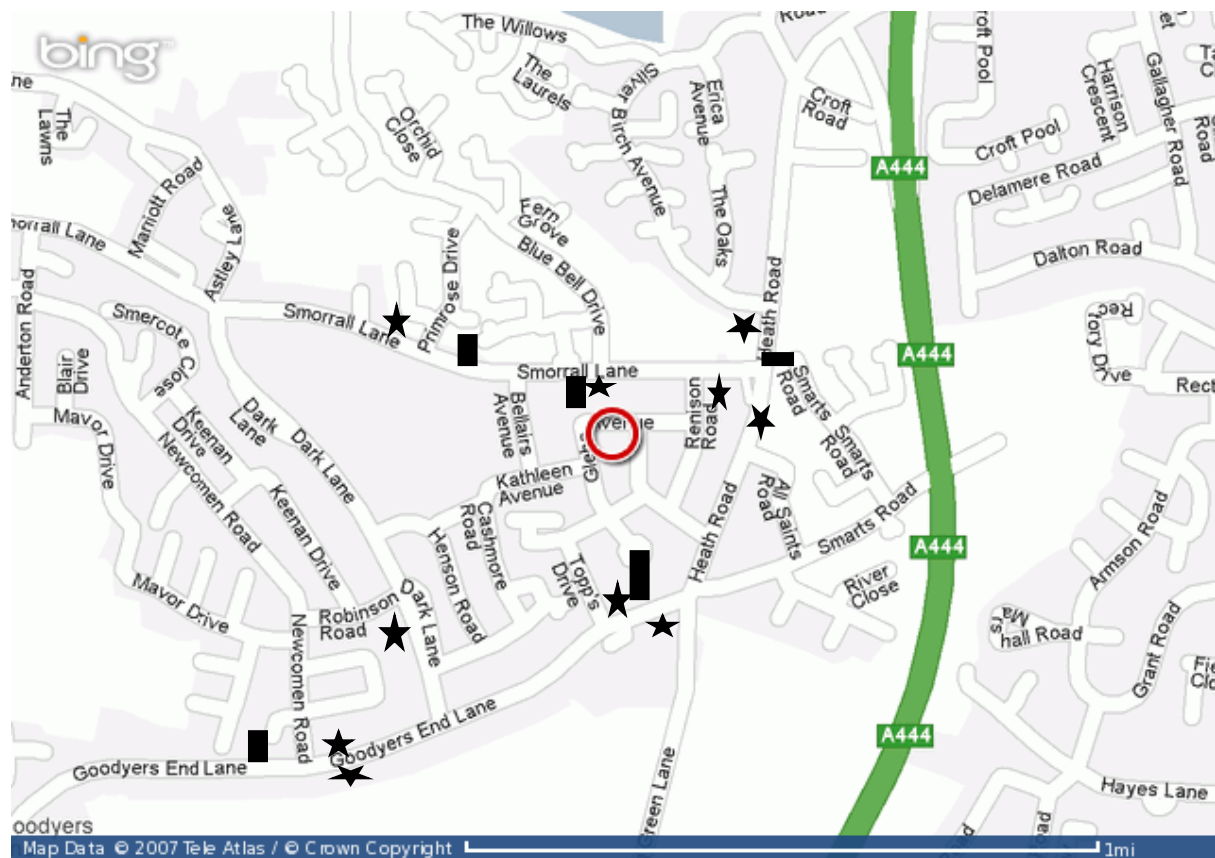 bing
The Willows
The
Laurels
Silver Birch Avenue
Erica
Avenue
Croft
Road
Croft Pool
Harrison
Crescent
Gallagher Road
Road
The
Lawns
Orchid
Close
Croft Pool
A444
Delamere Road
Marriott Road
The Oaks
Fern
Grove
Astley Lane
Primrose Drive
Blue Bell Drive
Dalton Road
Heath Road
Anderton Road
Smercote
Close
Smorrall Lane
A444
Blair
Drive
Smorrall Lane
Smarts
Road
Mavor Drive
Dark
Lane
Keenan
Drive
Bellairs
Avenue
Avenue
Renison
Road
Smarts
Road
Dark Lane
Newcomen Road
Kathleen
Avenue
Cashmore
Road
Keenan Drive
Henson Road
Heath Road
All Saints
Road
Smarts Road
A444
Armson Road
Mavor Drive
Robinson
Road
Dark Lane
Topp's
Drive
River
Close
Newcomen Road
Grant Road
Goodyers End Lane
Goodyers End Lane
A444
Green Lane
Hayes Lane
Map Data © 2007 Tele Atlas / © Crown Copyright
1mi